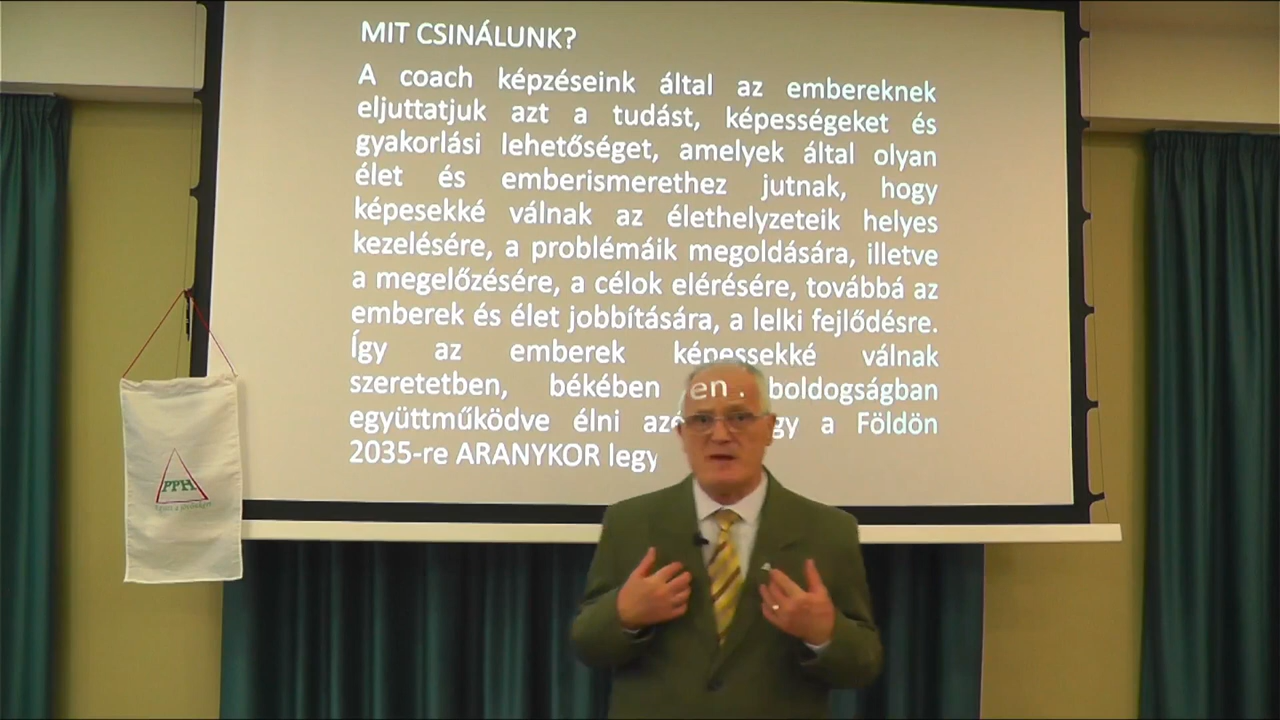 MIT CSINÁLUNK?
A coach képzéseink által az embereknek
eljuttatjuk azt a tudást, képességeket és
gyakorlási lehetőséget, amelyek által olyan
élet és emberismerethez jutnak, hogy
képesekké válnak az élethelyzeteik helyes
kezelésére, a problémáik megoldására, illetve
a megelőzésére, a célok elérésére, továbbá az
emberek és élet jobbítására, a lelki fejlődésre.
Így az emberek képessekké válnak
szeretetben, békében boldogságban
együttműködve élni a Földön
2035-re ARANYKOR legy en.
PPH